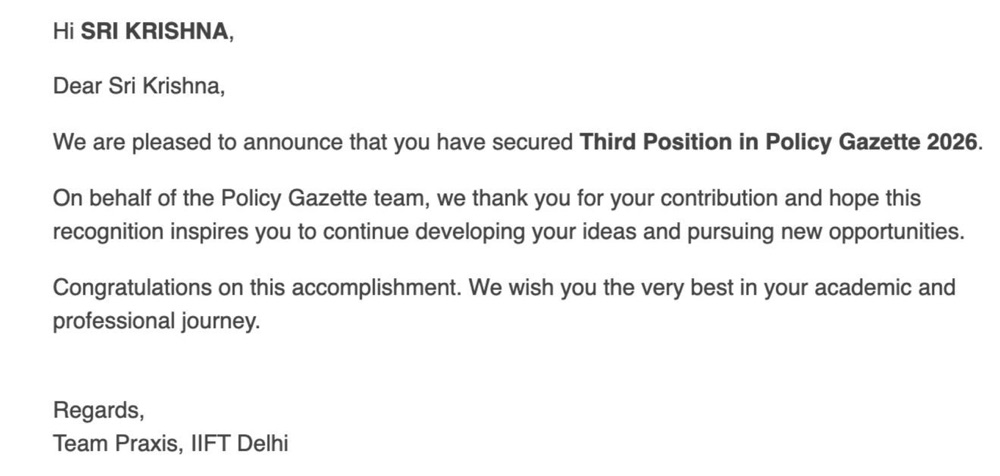 Hi SRI KRISHNA,
Dear Sri Krishna,
We are pleased to announce that you have secured Third Position in Policy Gazette 2026.
On behalf of the Policy Gazette team, we thank you for your contribution and hope this
recognition inspires you to continue developing your ideas and pursuing new opportunities.
Congratulations on this accomplishment. We wish you the very best in your academic and
professional journey.
Regards,
Team Praxis, IIFT Delhi